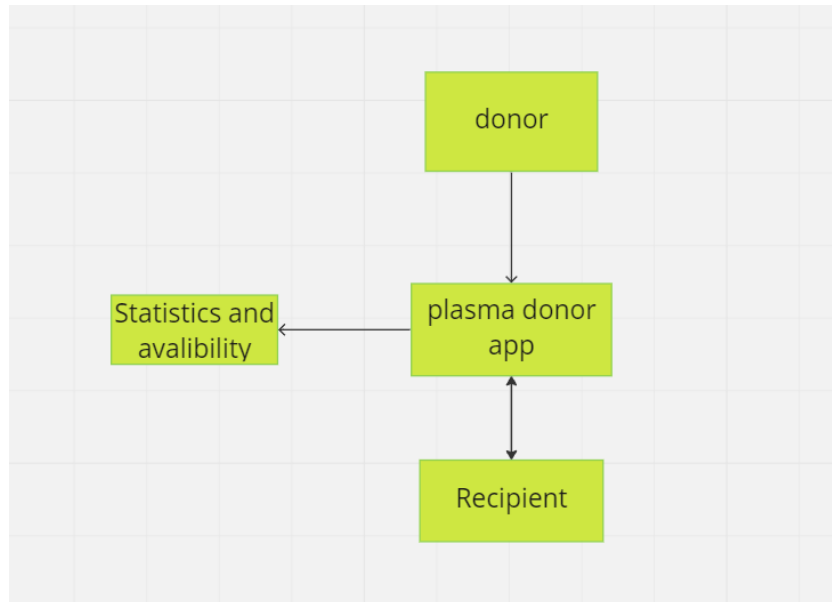 donor
Statistics and
avalibility
plasma donor
app
Recipient